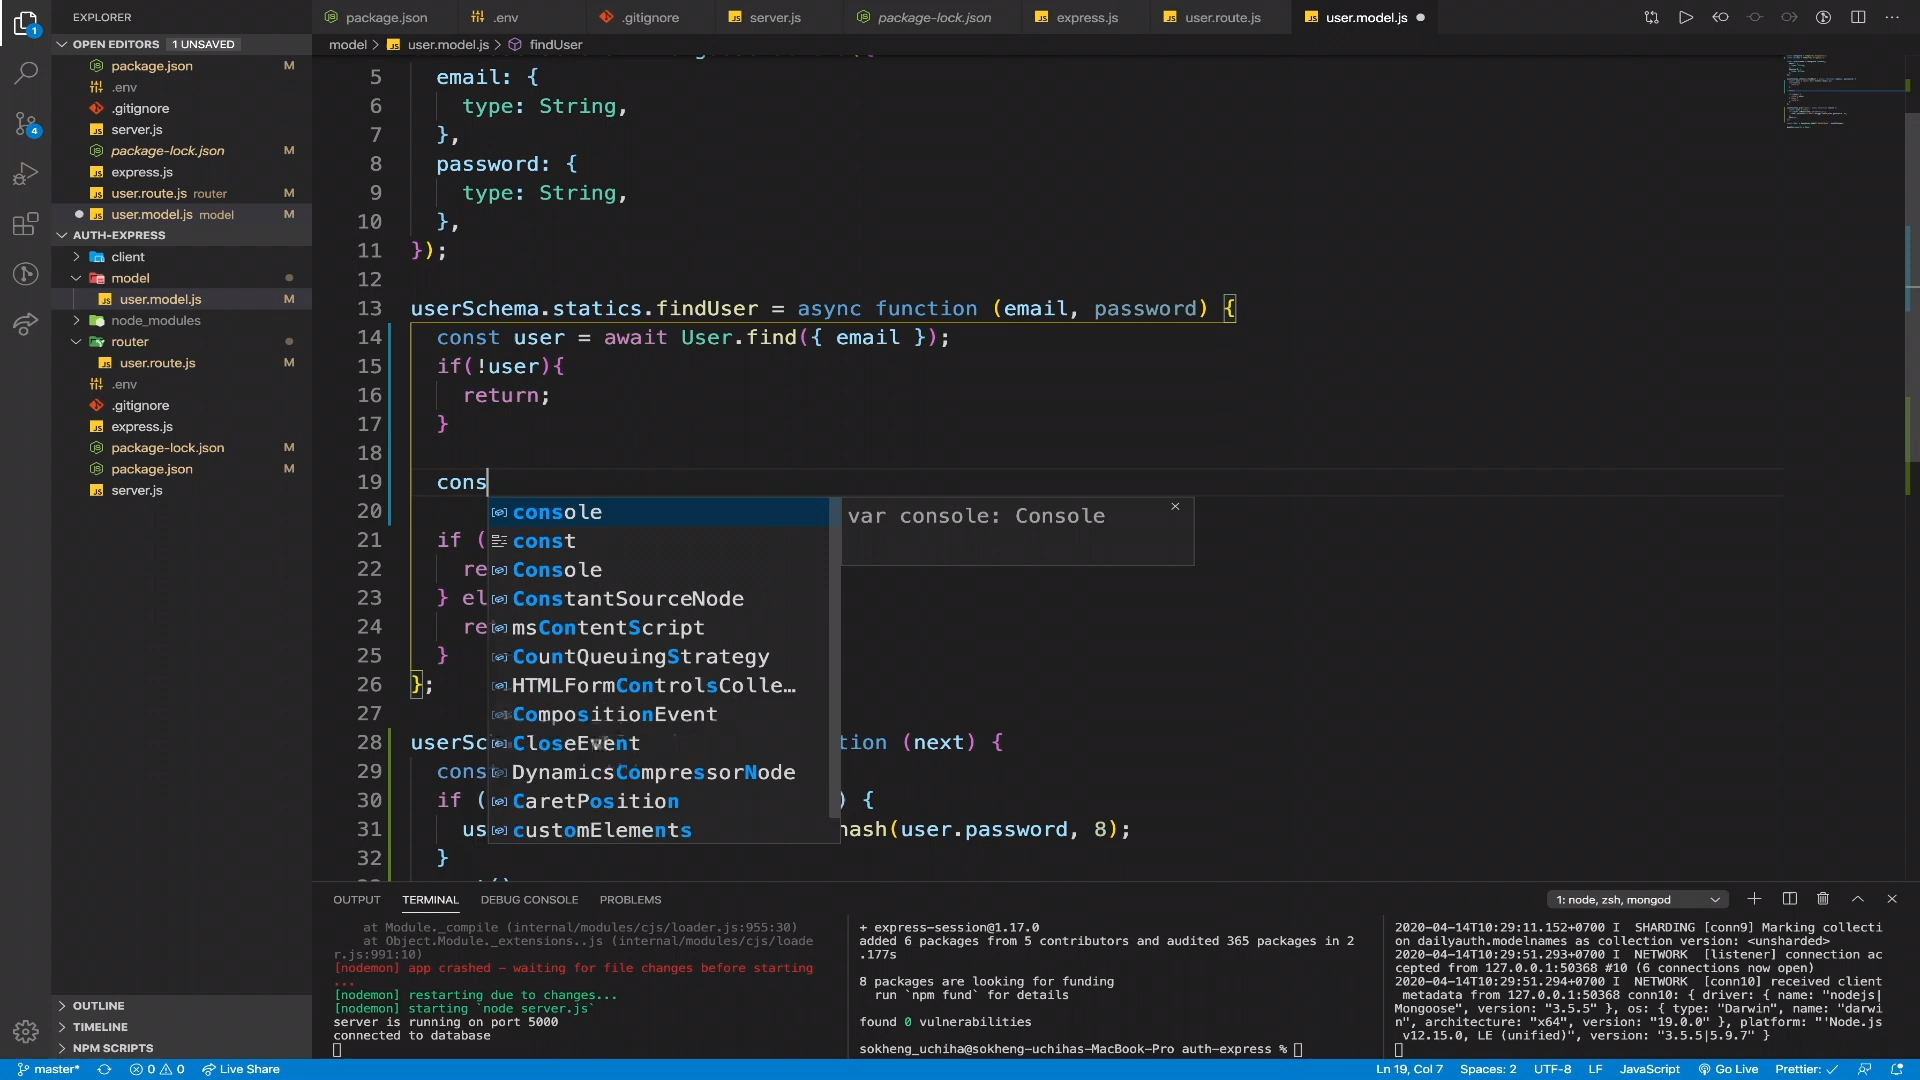 EXPLORER
package.json
.env
.gitignore
server.js
package-lock.json
express.js
user.route.js
user.model.js
OPEN EDITORS 1 UNSAVED
model > user.model.js > findUser
package.json M
.env
.gitignore
server.js
package-lock.json M
express.js
user.route.js router M
user.model.js model M
AUTH-EXPRESS
client
model
user.model.js M
node_modules
router
user.route.js M
.env
.gitignore
express.js
package-lock.json M
package.json M
server.js
OUTLINE
TIMELINE
NPM SCRIPTS
1
4
5 email: {
6 type: String,
7 },
8 password: {
9 type: String,
10 },
11 });
12
13 userSchema.statics.findUser = async function (email, password) {
14 const user = await User.find({ email });
15 if(!user){
16 return;
17 }
18
19 cons
20
21 if (
22 re
23 } el
24 re
25 }
26 };
27
28 userSc tion (next) {
29 cons
30 if ( ) {
31 us hash(user.password, 8);
32 }
console
const
Console
ConstantSourceNode
msContentScript
CountQueuingStrategy
HTMLFormControlsColle…
CompositionEvent
CloseEvent
DynamicsCompressorNode
CaretPosition
customElements
var console: Console
OUTPUT TERMINAL DEBUG CONSOLE PROBLEMS
1: node, zsh, mongod
at Module._compile (internal/modules/cjs/loader.js:955:30)
at Object.Module._extensions..js (internal/modules/cjs/loade
r.js:991:10)
[nodemon] app crashed - waiting for file changes before starting
...
[nodemon] restarting due to changes...
[nodemon] starting `node server.js`
server is running on port 5000
connected to database
+ express-session@1.17.0
added 6 packages from 5 contributors and audited 365 packages in 2
.177s
8 packages are looking for funding
run `npm fund` for details
found 0 vulnerabilities
sokheng_uchiha@sokheng-uchihas-MacBook-Pro auth-express %
2020-04-14T10:29:11.152+0700 I SHARDING [conn9] Marking collecti
on dailyauth.modelnames as collection version: <unsharded>
2020-04-14T10:29:51.293+0700 I NETWORK [listener] connection ac
cepted from 127.0.0.1:50368 #10 (6 connections now open)
2020-04-14T10:29:51.294+0700 I NETWORK [conn10] received client
metadata from 127.0.0.1:50368 conn10: { driver: { name: "nodejs|
Mongoose", version: "3.5.5" }, os: { type: "Darwin", name: "darwi
n", architecture: "x64", version: "19.0.0" }, platform: "'Node.js
v12.15.0, LE (unified)", version: "3.5.5|5.9.7" }
master* 0 0 Live Share
Ln 19, Col 7 Spaces: 2 UTF-8 LF JavaScript Go Live Prettier: ✓